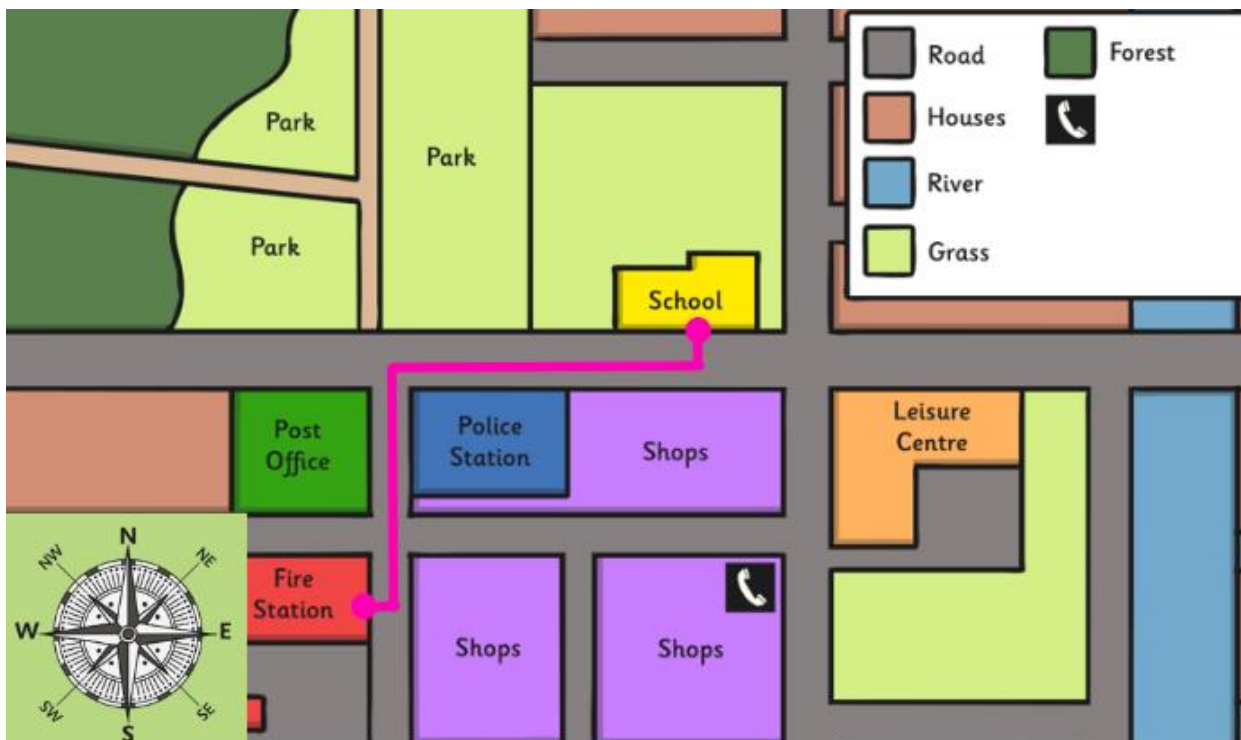 Park
Park
Park
School
Road
Forest
Houses
River
Grass
Post
Office
Police
Station
Shops
Leisure
Centre
Fire
Station
Shops
Shops
N
NE
E
SE
S
SW
W
NW